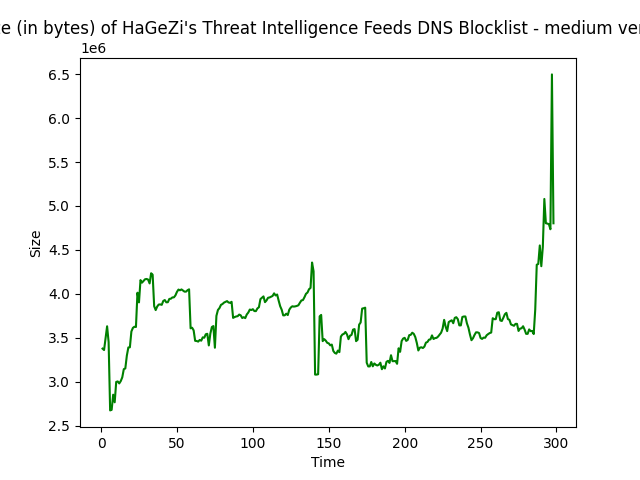 e (in bytes) of HaGeZi's Threat Intelligence Feeds DNS Blocklist - medium ver
1e6
6.5
6.0
5.5
5.0
4.5
4.0
3.5
3.0
2.5
Size
0 50 100 150 200 250 300
Time